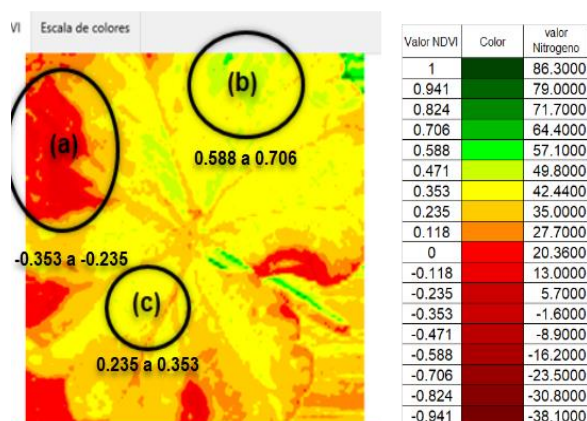 VI Escala de colores
(a)
(b)
0.588 a 0.706
-0.353 a -0.235
(c)
0.235 a 0.353
Valor NDVI Color valor Nitrogeno
1 86.3000
0.941 79.0000
0.824 71.7000
0.706 64.4000
0.588 57.1000
0.471 49.8000
0.353 42.4400
0.235 35.0000
0.118 27.7000
0 20.3600
-0.118 13.0000
-0.235 5.7000
-0.353 -1.6000
-0.471 -8.9000
-0.588 -16.2000
-0.706 -23.5000
-0.824 -30.8000
-0.941 -38.1000